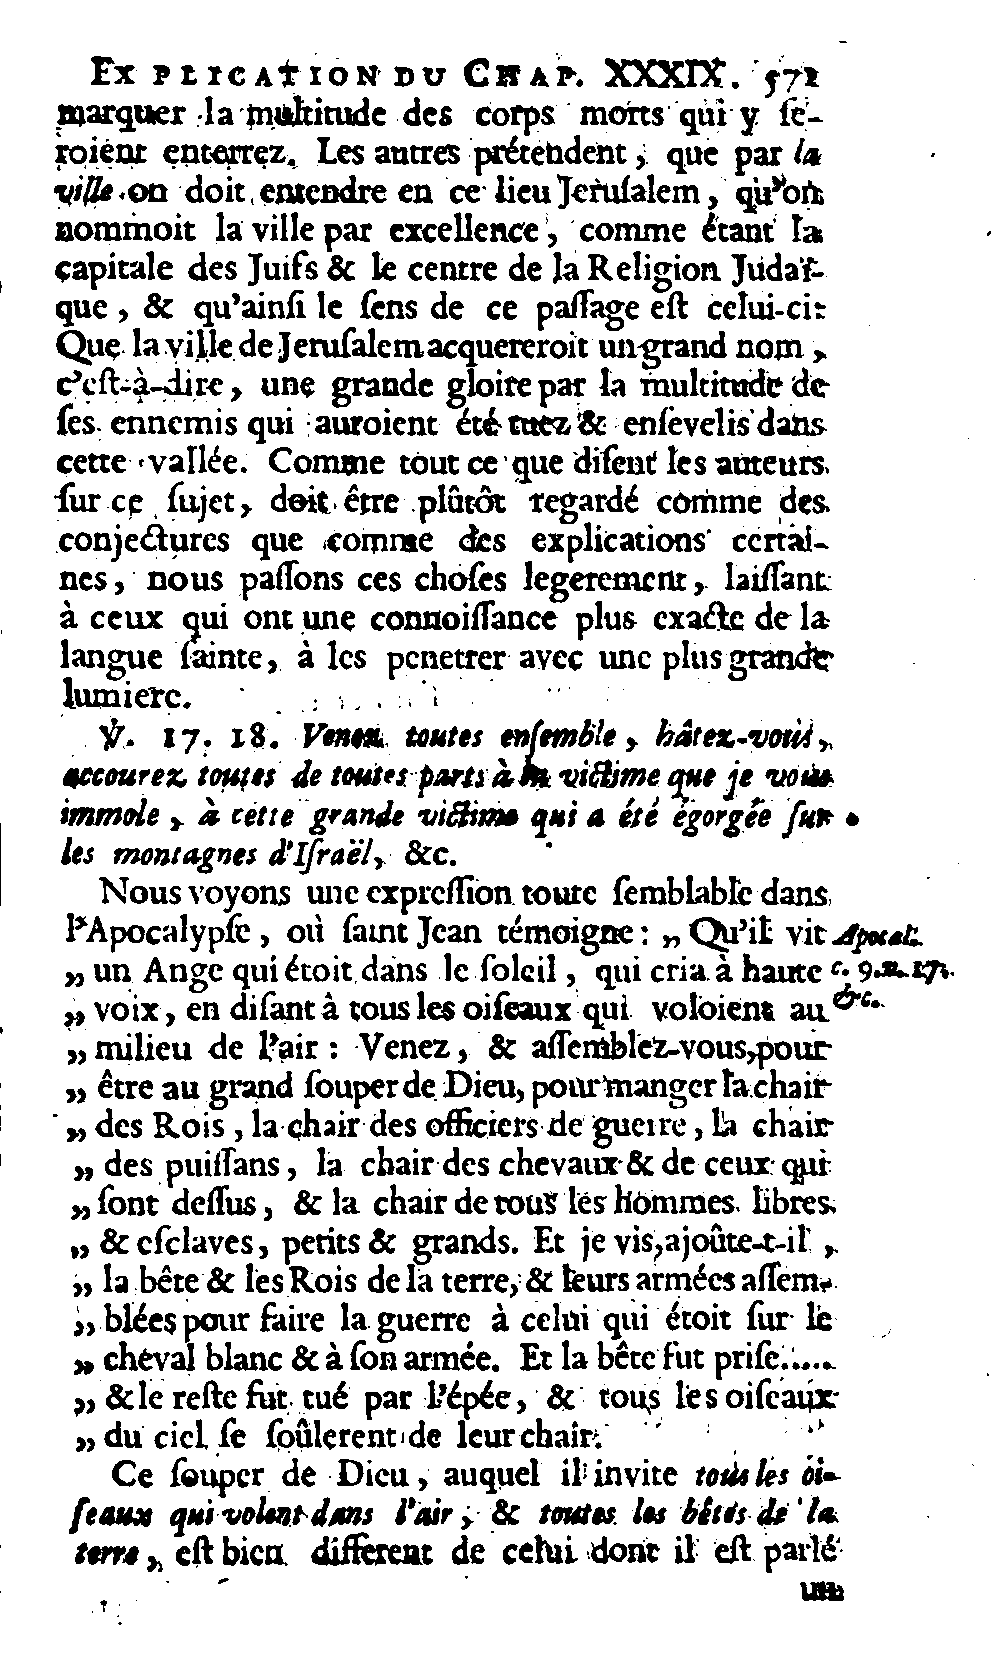 EXPLICATION DU CHAP. XXXIX. 571
marquer la multitude des corps morts qui y ſe-
roient enterrez. Les autres prétendent, que par la
ville on doit entendre en ce lieu Jeruſalem, qu'on
nommoit la ville par excellence, comme étant la
capitale des Juifs & le centre de la Religion Judaï-
que, & qu'ainſi le ſens de ce paſſage eſt celui-ci:
Que la ville de Jeruſalem acquereroit un grand nom,
c'eſt-à-dire, une grande gloire par la multitude de
ſes ennemis qui auroient été tuez & enſevelis dans
cette vallée. Comme tout ce que diſent les auteurs
ſur ce ſujet, doit être plûtôt regardé comme des
conjectures que comme des explications certai-
nes, nous paſſons ces choſes legerement, laiſſant
à ceux qui ont une connoiſſance plus exacte de la
langue ſainte, à les penetrer avec une plus grande
lumiere.
℣. 17. 18. Venez toutes enſemble, hâtez-vous,
accourez toutes de toutes parts à la victime que je vous
immole, à cette grande victime qui a été égorgée ſur
les montagnes d'Iſraël, &c.
Nous voyons une expreſſion toute ſemblable dans
l'Apocalypſe, où ſaint Jean témoigne: „ Qu'il vit Apocal.
„ un Ange qui étoit dans le ſoleil, qui cria à haute c. 9. n. 17.
„ voix, en diſant à tous les oiſeaux qui voloient au &c.
„ milieu de l'air : Venez, & aſſemblez-vous, pour
„ être au grand ſouper de Dieu, pour manger la chair
„ des Rois, la chair des officiers de guerre, la chair
„ des puiſſans, la chair des chevaux & de ceux qui
„ ſont deſſus, & la chair de tous les hommes libres
„ & eſclaves, petits & grands. Et je vis, ajoûte-t-il,
„ la bête & les Rois de la terre, & leurs armées aſſem-
„ blées pour faire la guerre à celui qui étoit ſur le
„ cheval blanc & à ſon armée. Et la bête fut priſe.....
„ & le reſte fut tué par l'épée, & tous les oiſeaux
„ du ciel ſe ſoûlerent de leur chair.
Ce ſouper de Dieu, auquel il invite tous les oi-
ſeaux qui volent dans l'air, & toutes les bêtes de la
terre, eſt bien different de celui dont il eſt parlé
un